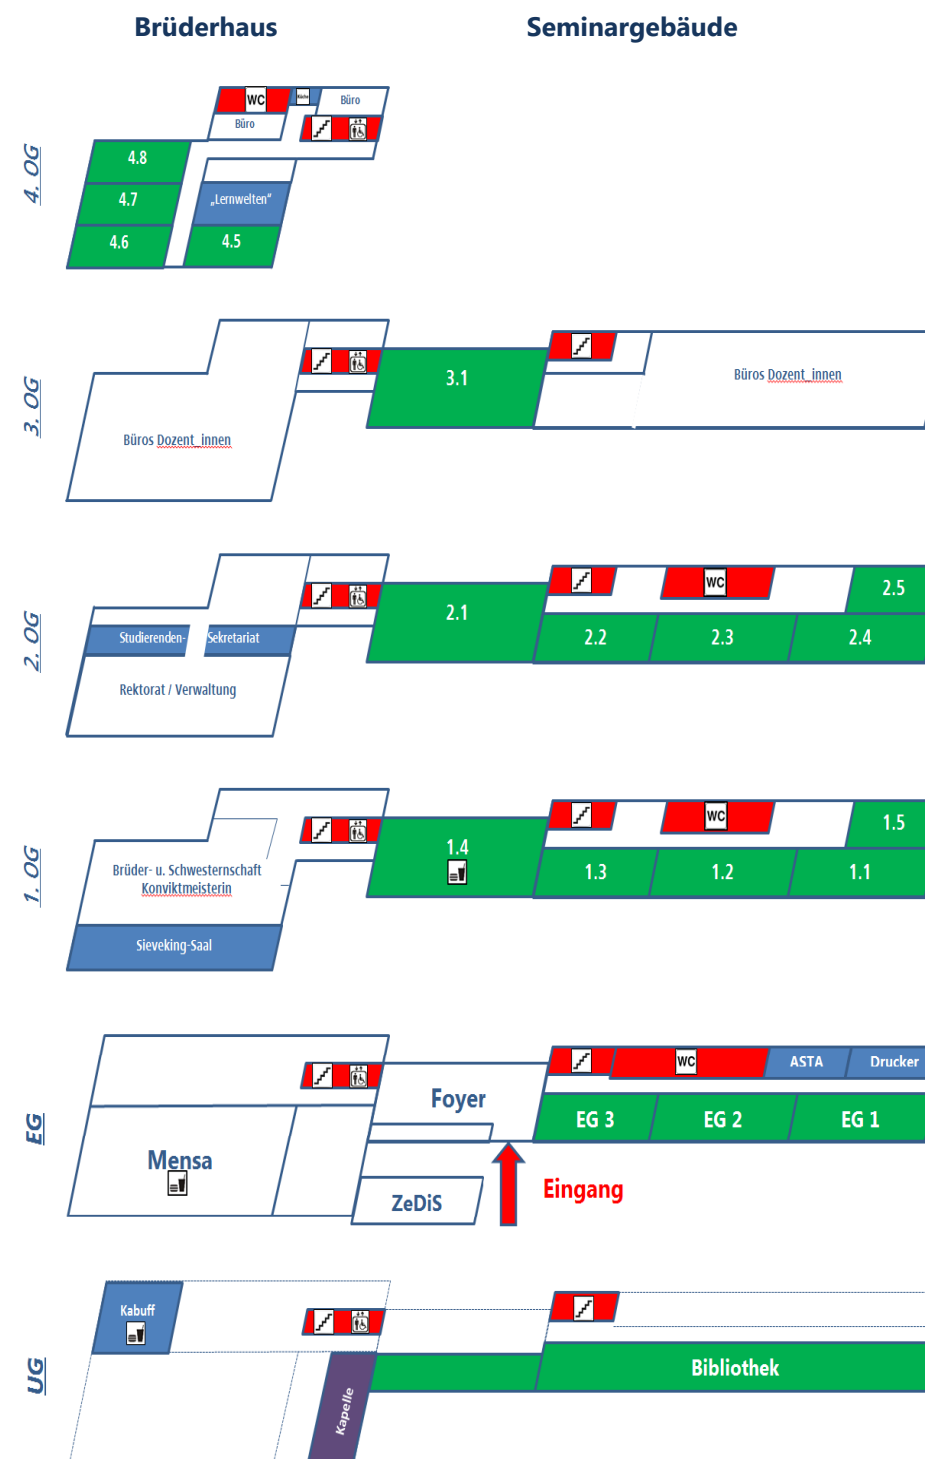 Brüderhaus
Seminargebäude
4. OG
WC
Küche
Büro
Büro
4.8
4.7
„Lernwelten“
4.6
4.5
3. OG
3.1
Büros Dozent_innen
Büros Dozent_innen
2. OG
WC
2.5
2.1
Studierenden-
Sekretariat
2.2
2.3
2.4
Rektorat / Verwaltung
1. OG
WC
1.5
1.4
Brüder- u. Schwesternschaft
Konviktmeisterin
1.3
1.2
1.1
Sieveking-Saal
EG
WC
ASTA
Drucker
Foyer
EG 3
EG 2
EG 1
Mensa
Eingang
ZeDiS
UG
Kabuff
Bibliothek
Kapelle